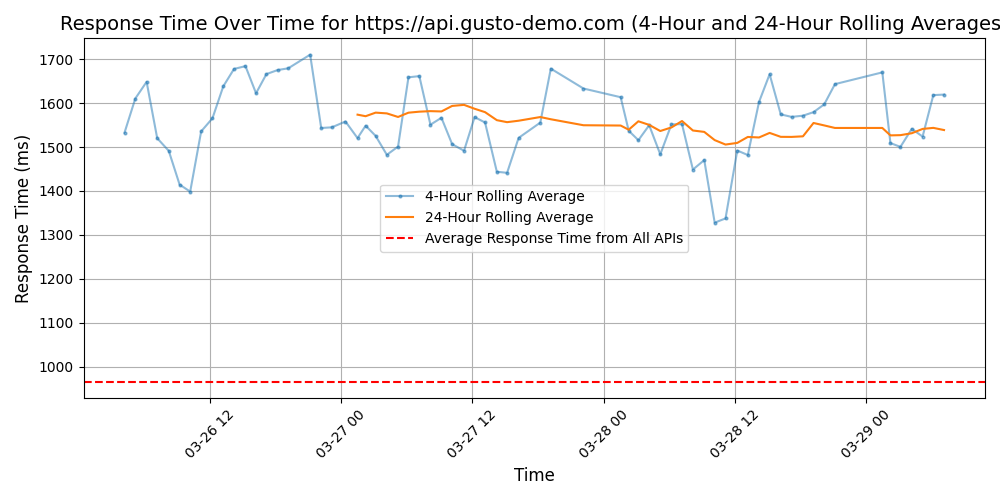 Response Time Over Time for https://api.gusto-demo.com (4-Hour and 24-Hour Rolling Averages
Response Time (ms)
1700
1600
1500
1400
1300
1200
1100
1000
4-Hour Rolling Average
24-Hour Rolling Average
Average Response Time from All APIs
03-26 12
03-27 00
03-27 12
03-28 00
03-28 12
03-29 00
Time